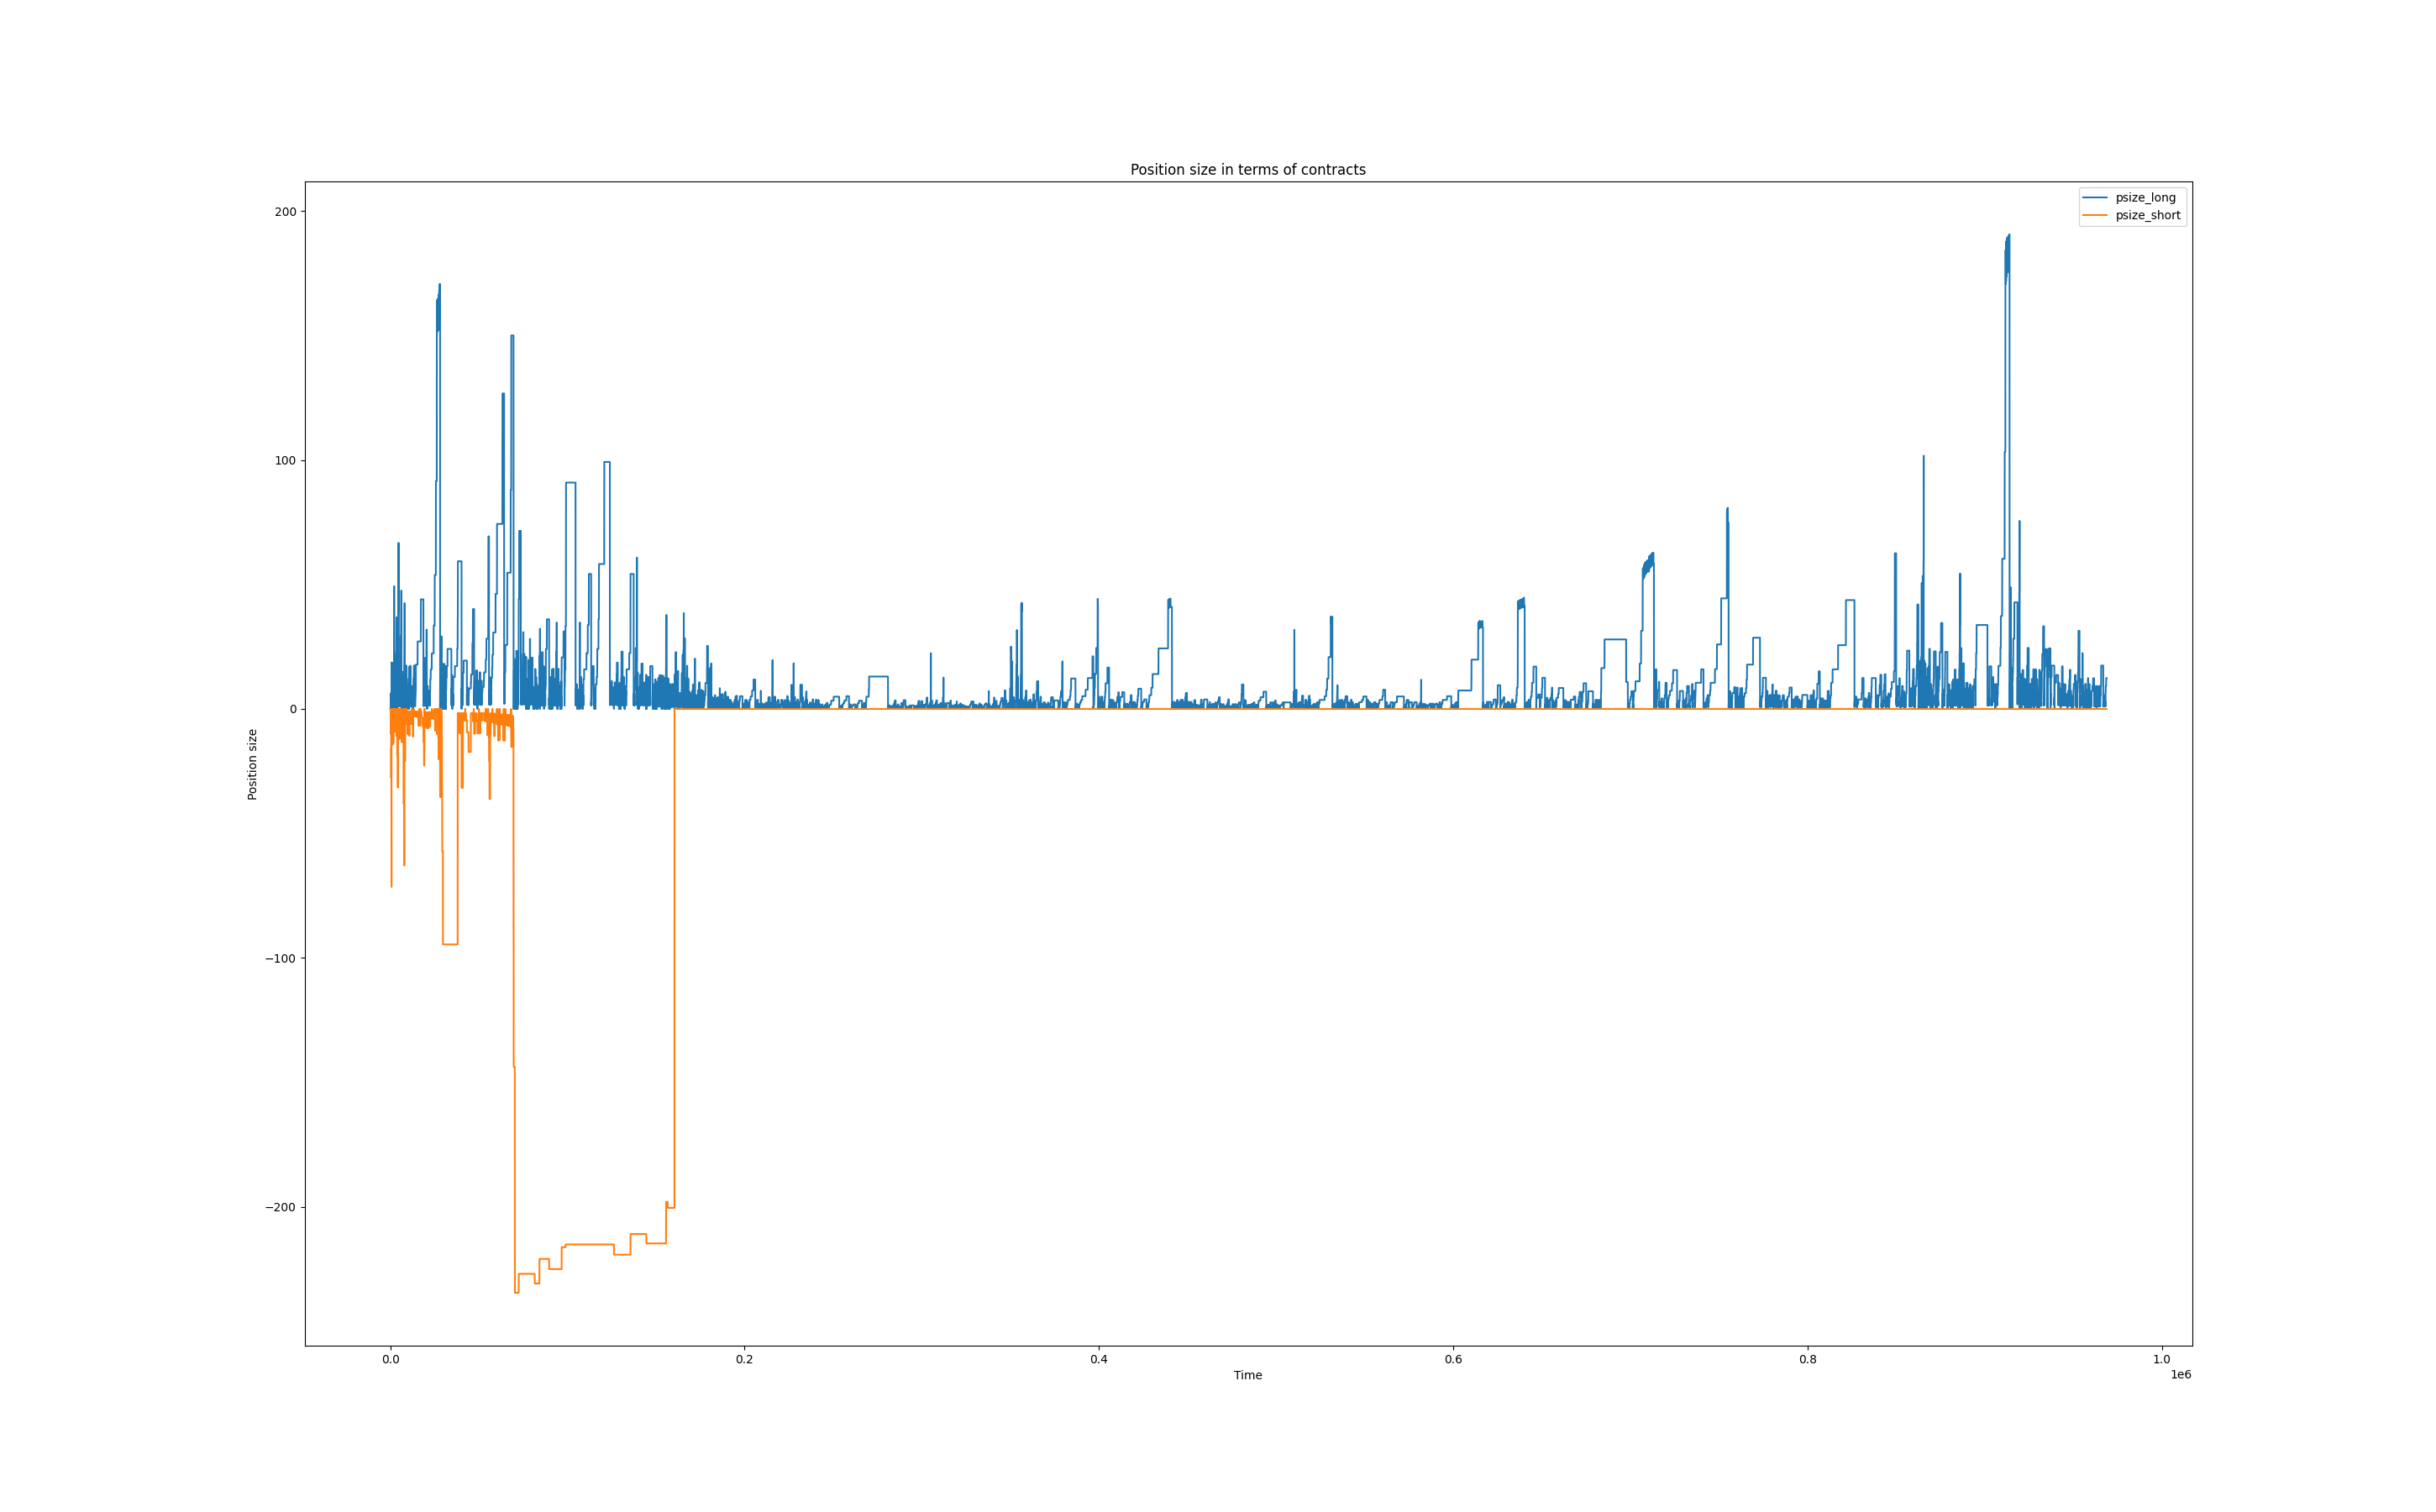 Position size in terms of contracts
psize_long
psize_short
200
100
0
−100
−200
Position size
0.0
0.2
0.4
0.6
0.8
1.0
1e6
Time